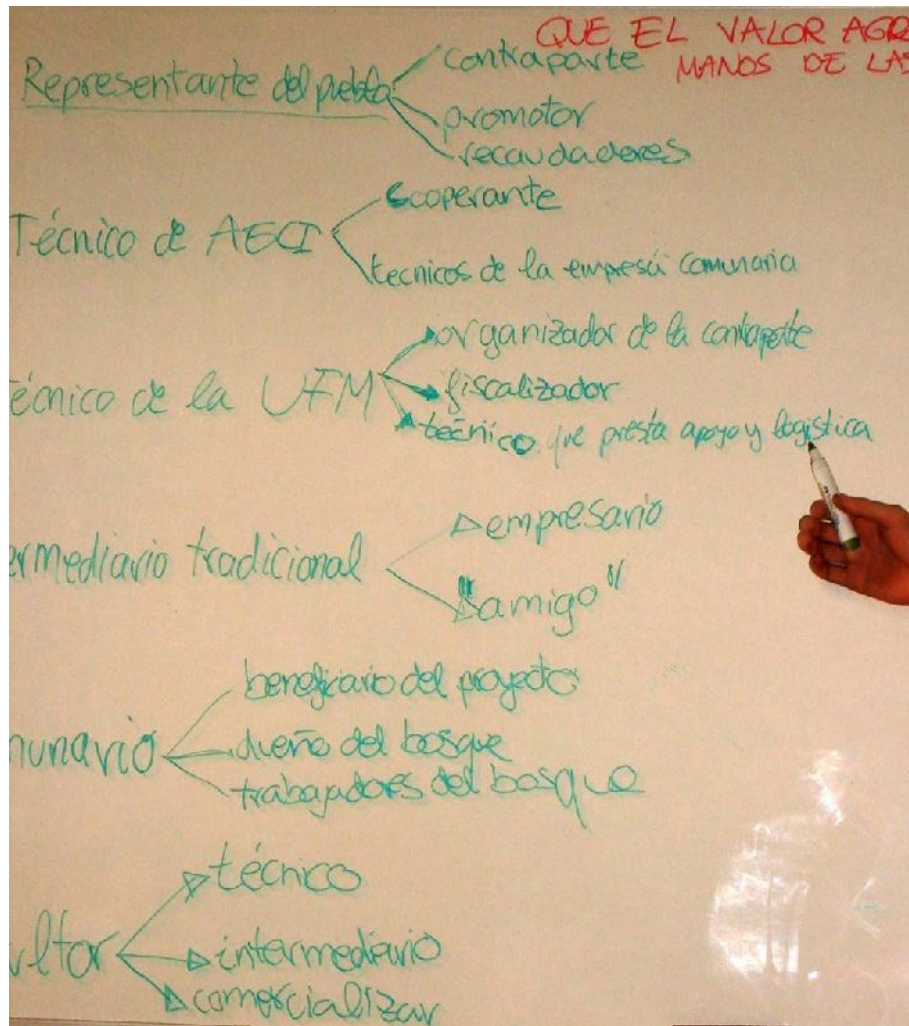 QUE EL VALOR AGR
MANOS DE LAS
Representante del pueblo
contraparte
promotor
recaudadores
Técnico de AECI
Cooperante
tecnicos de la empresa comunaria
écnico de la UFM
organizador de la contraparte
fiscalizador
técnico que presta apoyo y logistica
ermediario tradicional
empresario
"amigo"
munario
beneficiario del proyecto
dueño del bosque
trabajadores del bosque
ultor
técnico
intermediario
comercializar